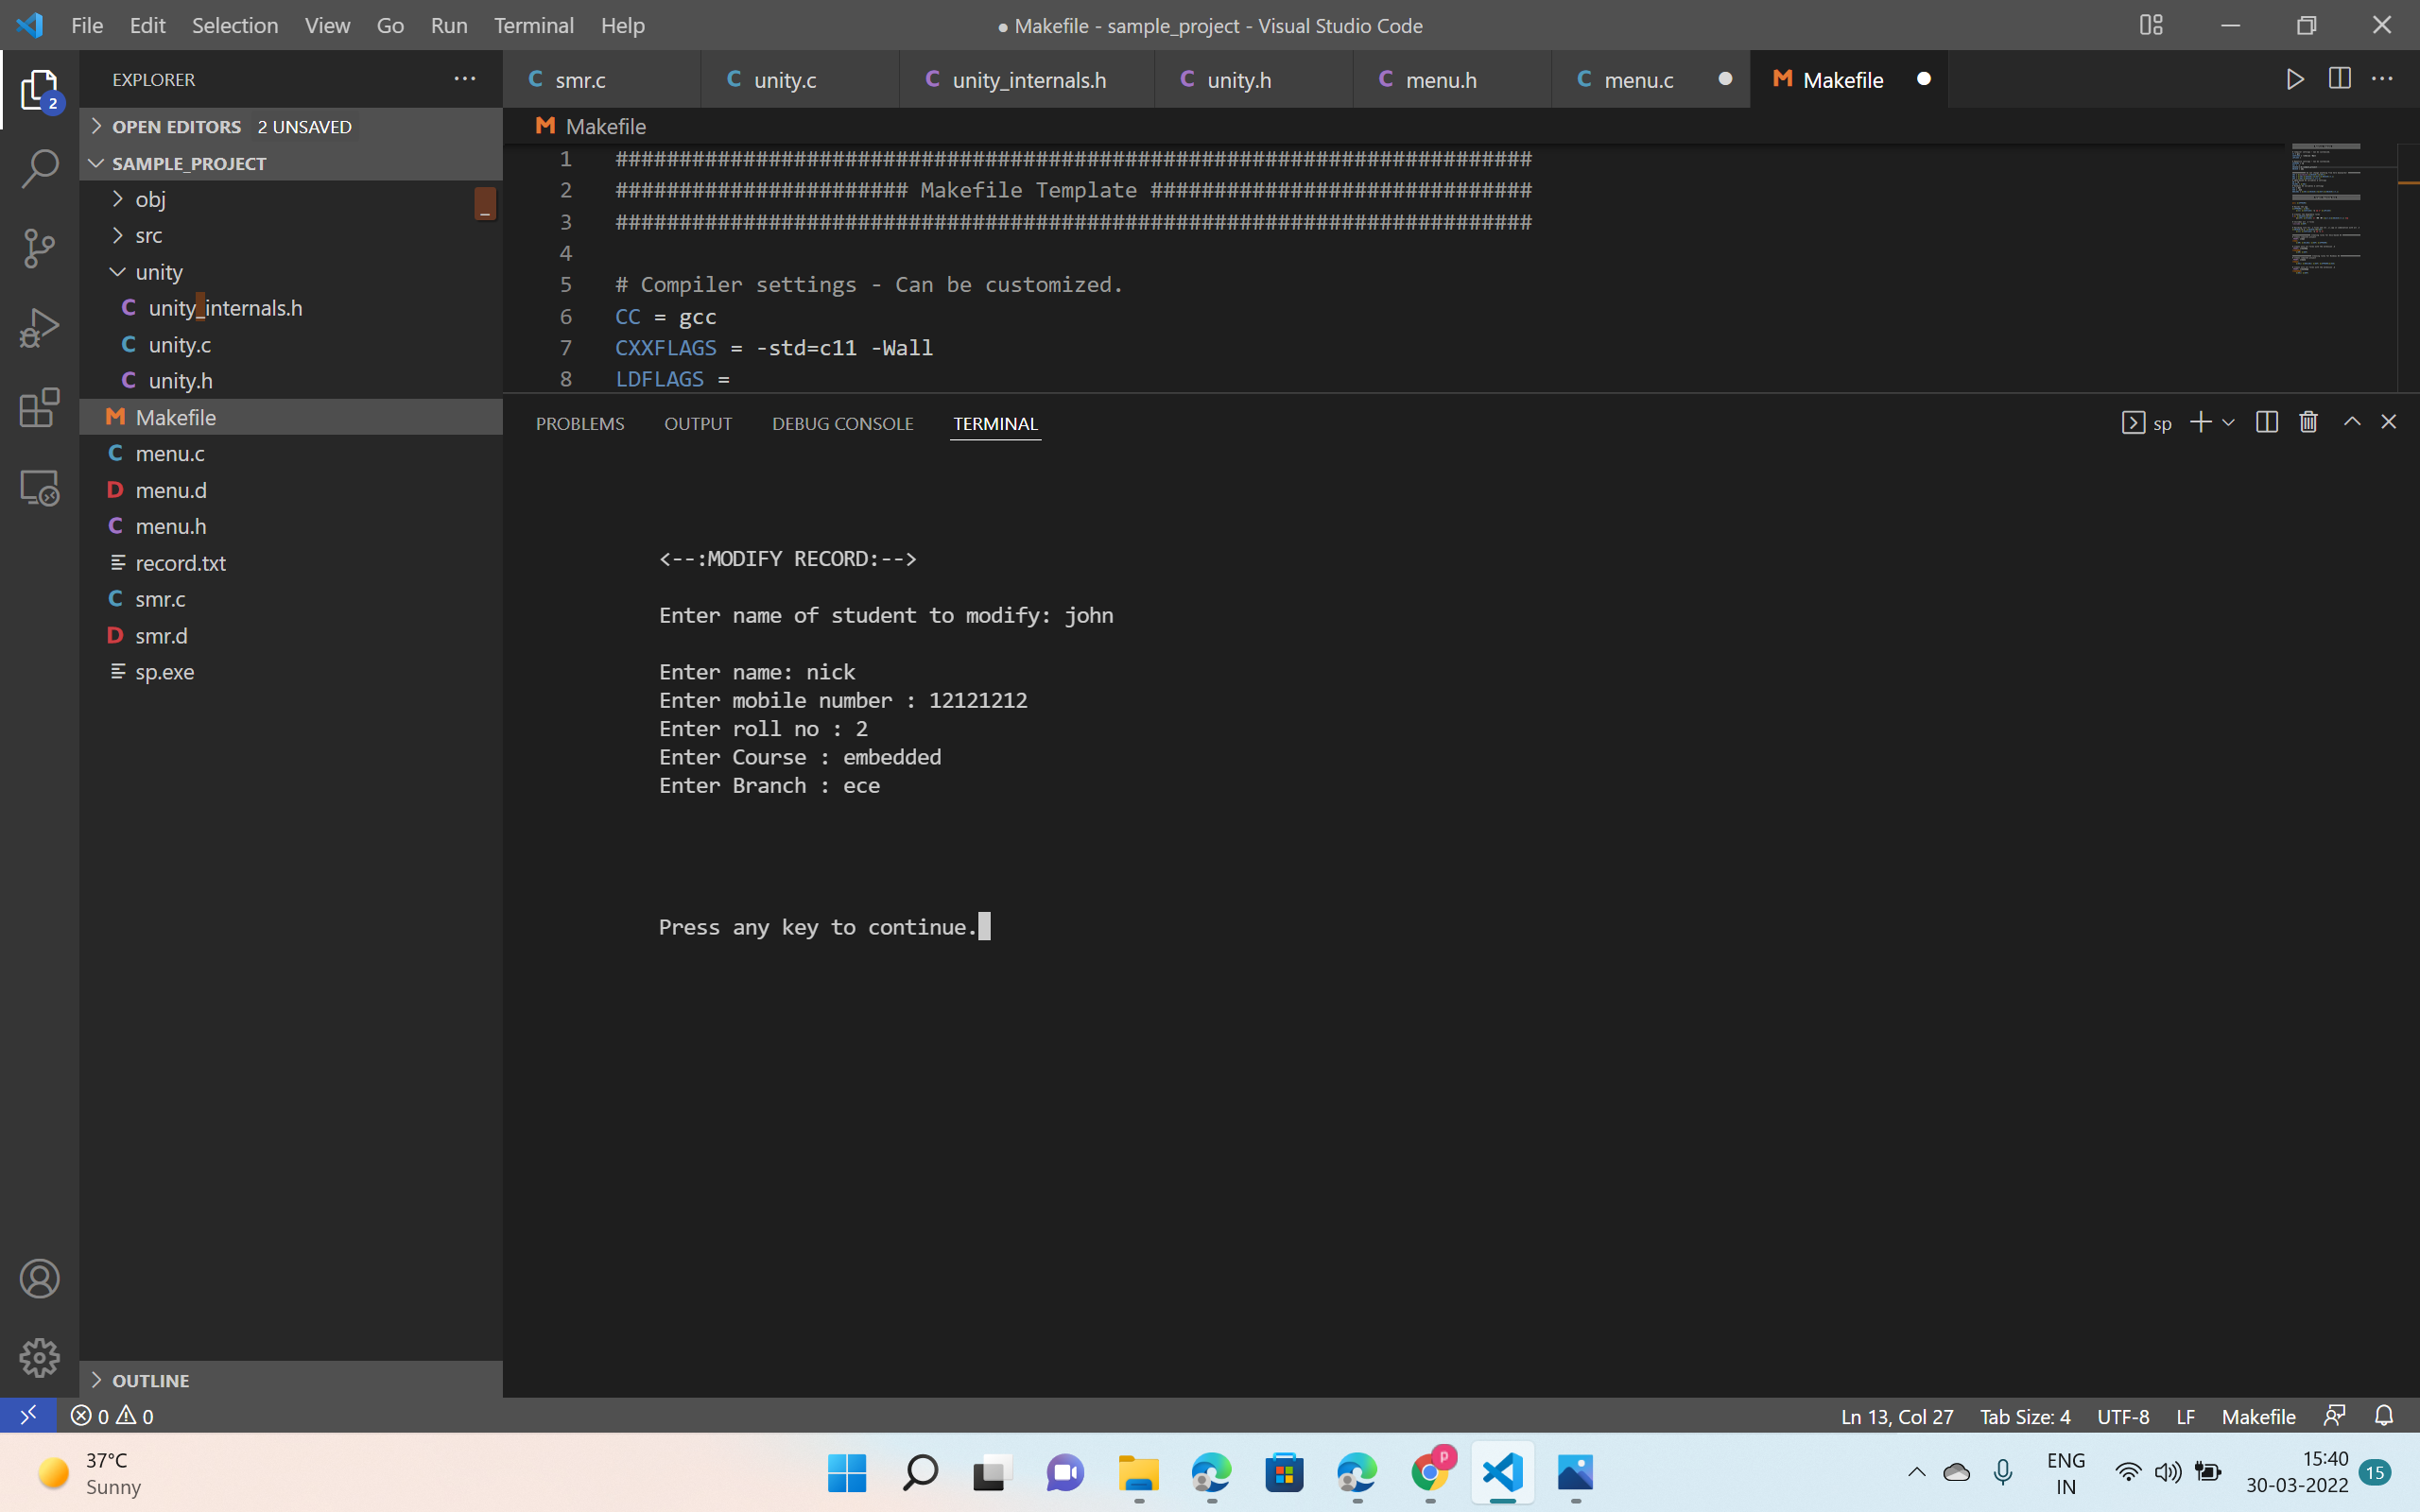 File Edit Selection View Go Run Terminal Help
● Makefile - sample_project - Visual Studio Code
EXPLORER
2
OPEN EDITORS 2 UNSAVED
SAMPLE_PROJECT
obj
src
unity
C unity_internals.h
C unity.c
C unity.h
M Makefile
C menu.c
D menu.d
C menu.h
record.txt
C smr.c
D smr.d
sp.exe
OUTLINE
C smr.c C unity.c C unity_internals.h C unity.h C menu.h C menu.c ● M Makefile ●
M Makefile
1 ########################################################################
2 ####################### Makefile Template ##############################
3 ########################################################################
4
5 # Compiler settings - Can be customized.
6 CC = gcc
7 CXXFLAGS = -std=c11 -Wall
8 LDFLAGS =
PROBLEMS OUTPUT DEBUG CONSOLE TERMINAL
sp
<--:MODIFY RECORD:-->
Enter name of student to modify: john
Enter name: nick
Enter mobile number : 12121212
Enter roll no : 2
Enter Course : embedded
Enter Branch : ece
Press any key to continue.
0 0
Ln 13, Col 27 Tab Size: 4 UTF-8 LF Makefile
37°C
Sunny
P
ENG
IN
15:40
30-03-2022
15